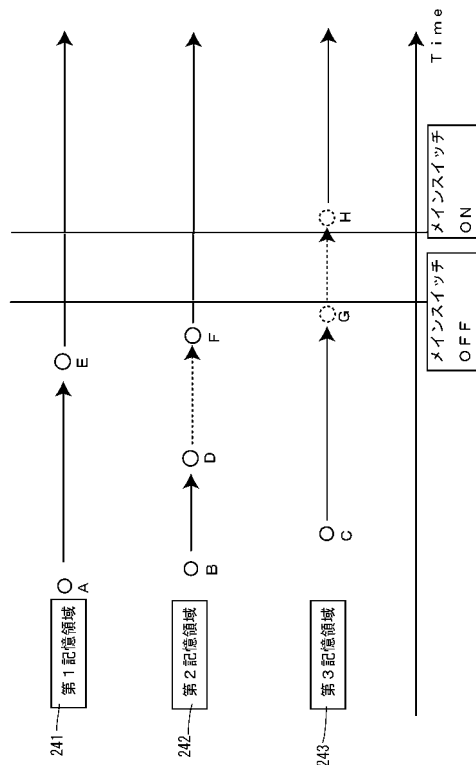 241
第1記憶領域
A
E
242
第2記憶領域
B
D
F
243
第3記憶領域
C
G
H
メインスイッチ
OFF
メインスイッチ
ON
Time